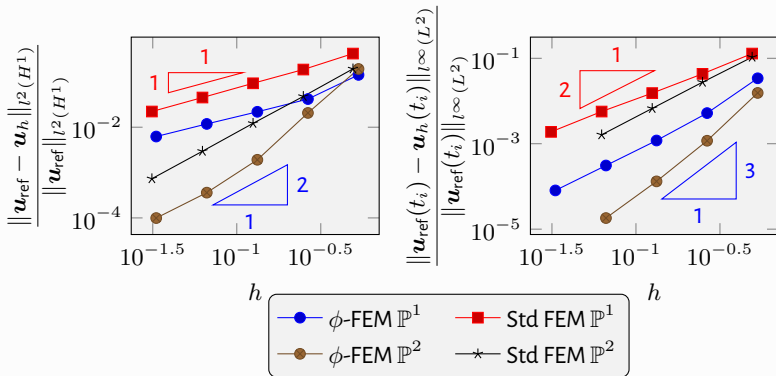 ‖𝒖_ref − 𝒖_h‖_{l²(H¹)}
‖𝒖_ref‖_{l²(H¹)}
10^{−2}
10^{−4}
1
1
2
1
10^{−1.5} 10^{−1} 10^{−0.5}
h
‖𝒖_ref(t_i) − 𝒖_h(t_i)‖_{l^∞(L²)}
‖𝒖_ref(t_i)‖_{l^∞(L²)}
10^{−1}
10^{−3}
10^{−5}
1
2
3
1
10^{−1.5} 10^{−1} 10^{−0.5}
h
ϕ-FEM ℙ¹ Std FEM ℙ¹
ϕ-FEM ℙ² Std FEM ℙ²